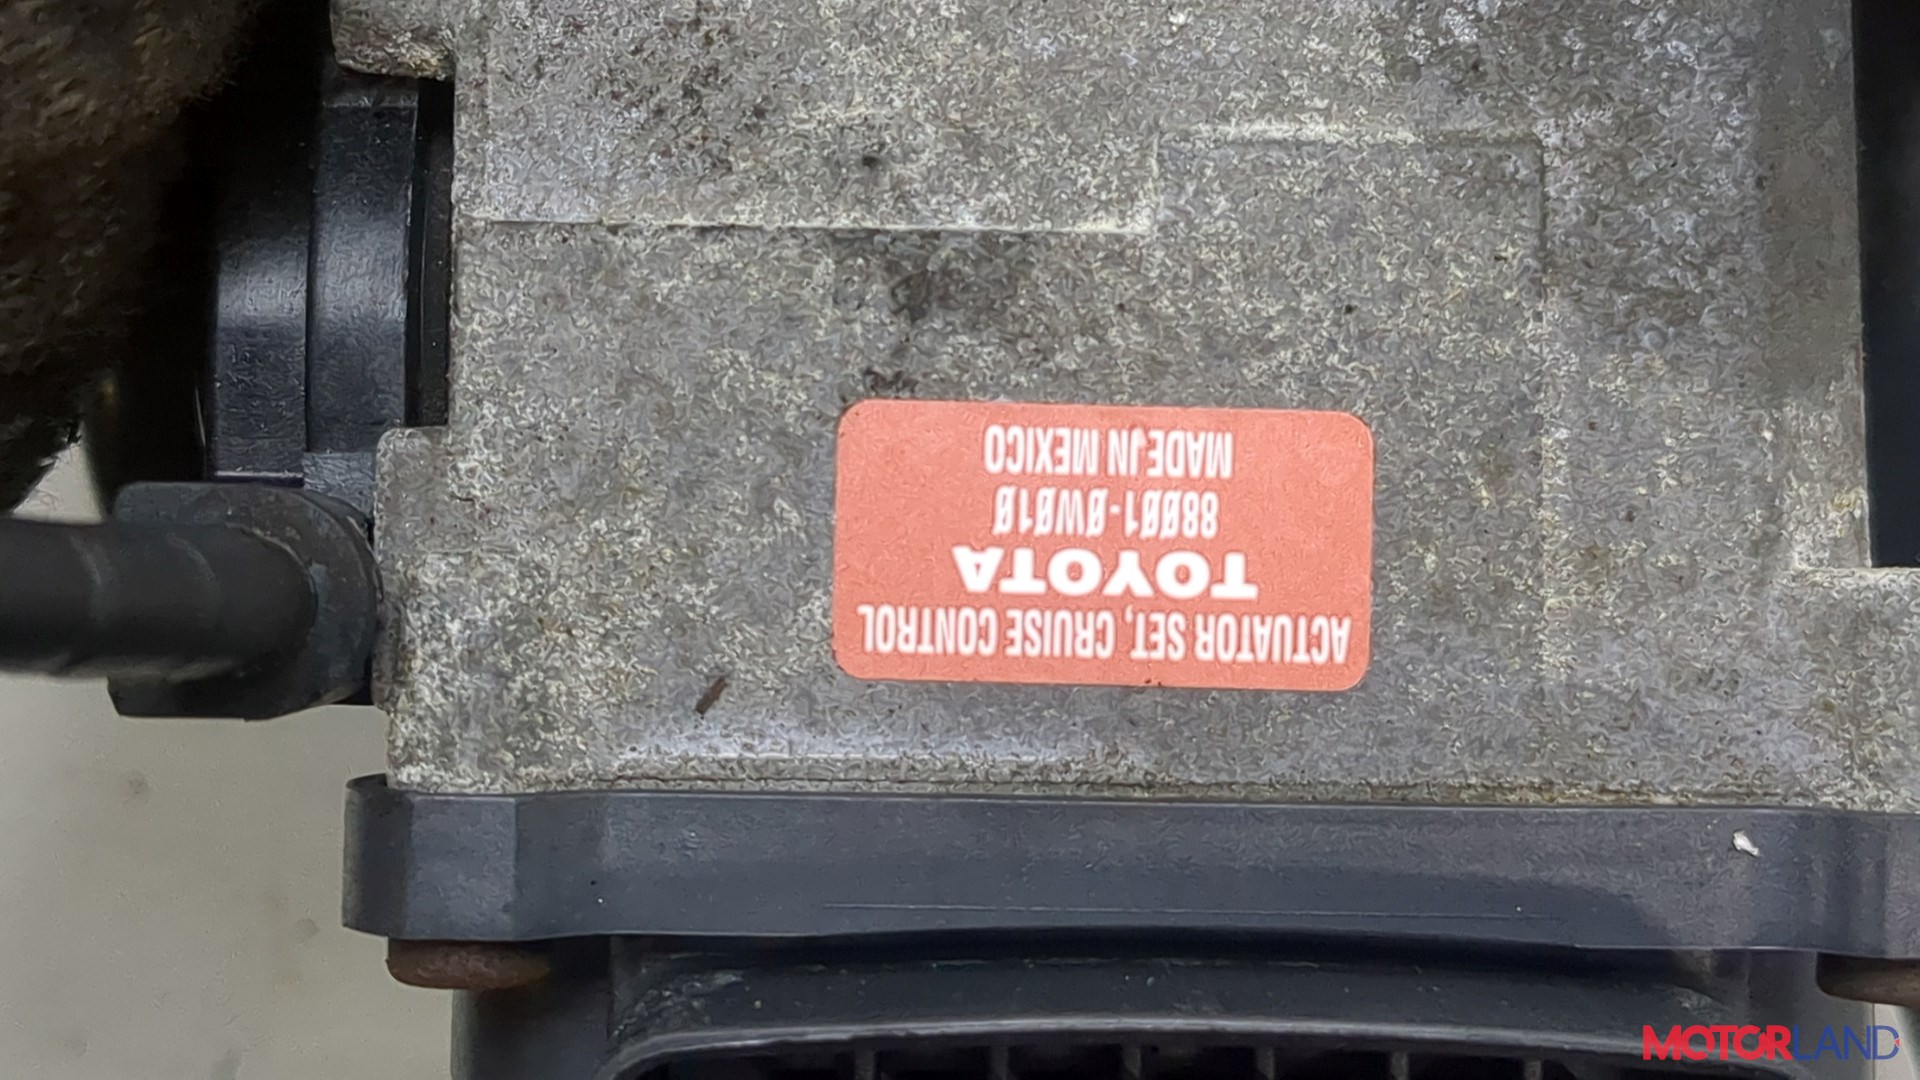 ACTUATOR SET, CRUISE CONTROL
TOYOTA
88001-0W010
MADE IN MEXICO
MOTORLAND